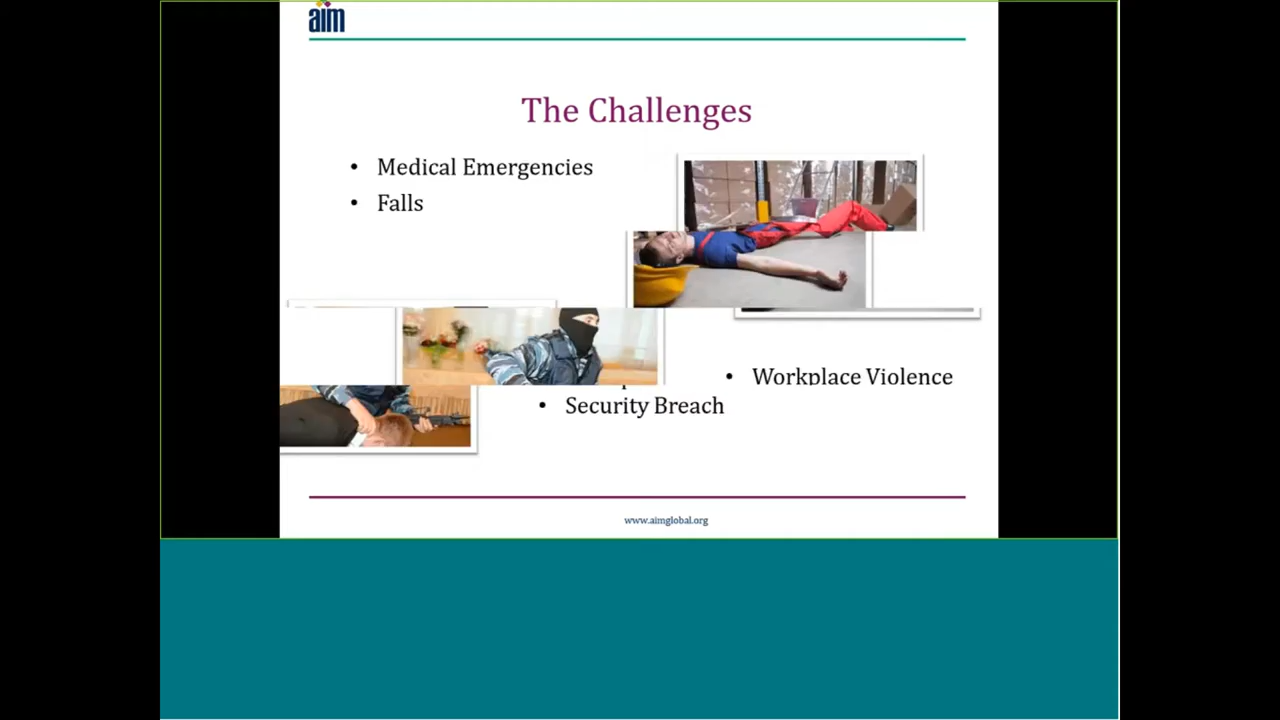 aim
The Challenges
• Medical Emergencies
• Falls
• Workplace Violence
• Security Breach
www.aimglobal.org